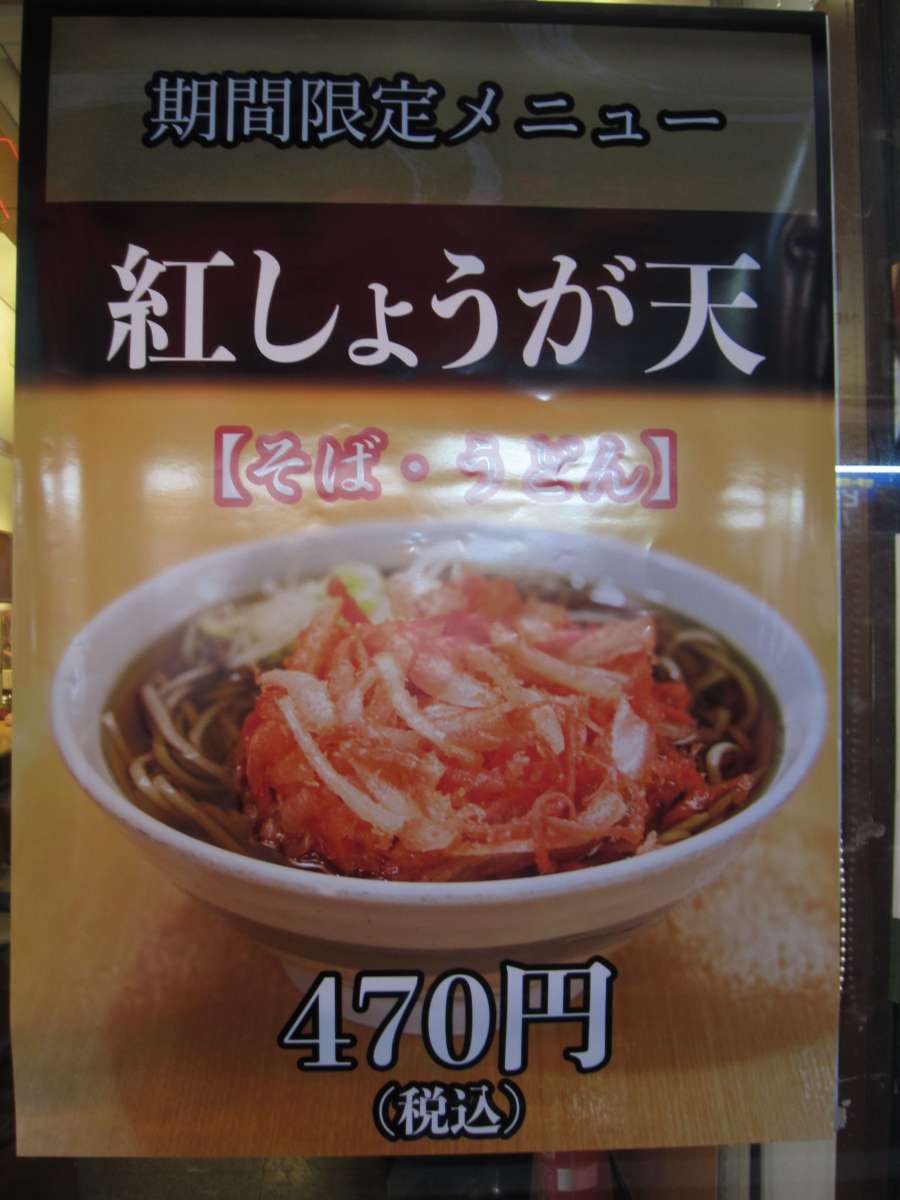 期間限定メニュー
紅しょうが天
【そば・うどん】
470円
（税込）